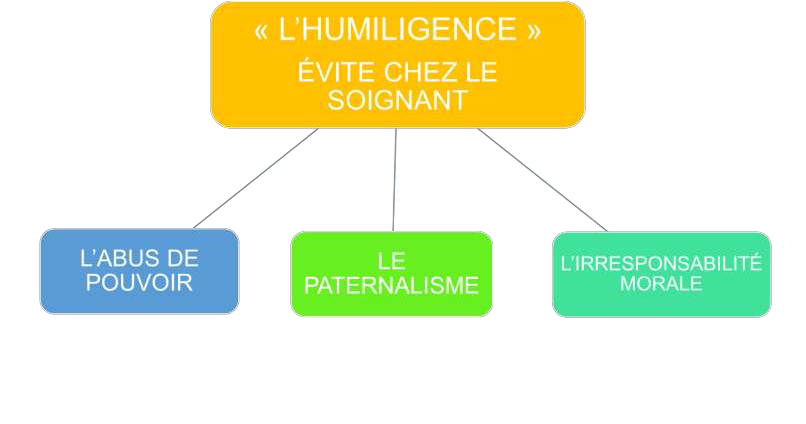 « L’HUMILIGENCE »
ÉVITE CHEZ LE
SOIGNANT
L’ABUS DE
POUVOIR
LE
PATERNALISME
L’IRRESPONSABILITÉ
MORALE